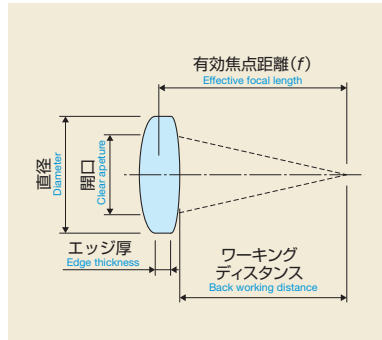 有効焦点距離(f)
Effective focal length
直径
Diameter
開口
Clear apeture
エッジ厚
Edge thickness
ワーキング
ディスタンス
Back working distance